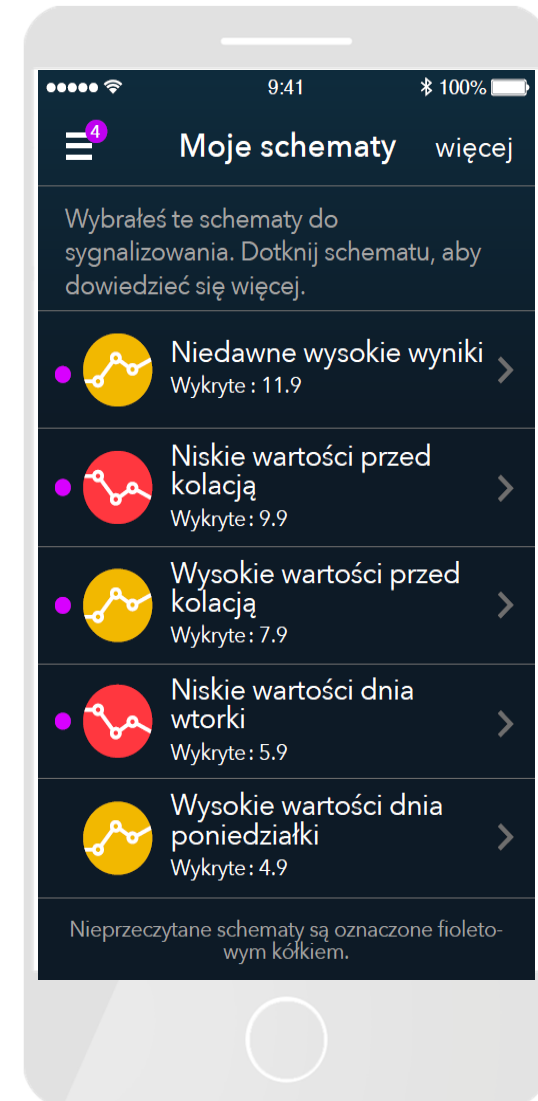 9:41
100%
4
Moje schematy
więcej
Wybrałeś te schematy do
sygnalizowania. Dotknij schematu, aby
dowiedzieć się więcej.
Niedawne wysokie wyniki
Wykryte : 11.9
Niskie wartości przed
kolacją
Wykryte: 9.9
Wysokie wartości przed
kolacją
Wykryte: 7.9
Niskie wartości dnia
wtorki
Wykryte: 5.9
Wysokie wartości dnia
poniedziałki
Wykryte: 4.9
Nieprzeczytane schematy są oznaczone fioleto-
wym kółkiem.